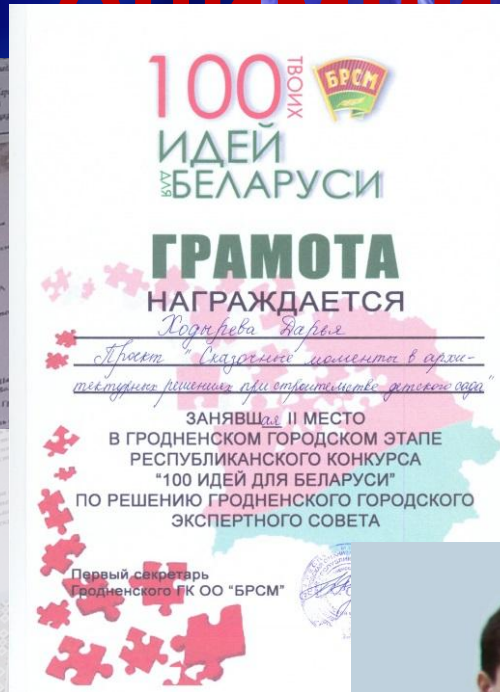 100 ТВОИХ
БРСМ
ИДЕЙ
ДЛЯ БЕЛАРУСИ
ГРАМОТА
НАГРАЖДАЕТСЯ
Ходырева Дарья
Проект "Сказочные моменты в архи-
тектурных решениях при строительстве детского сада"
ЗАНЯВШая II МЕСТО
В ГРОДНЕНСКОМ ГОРОДСКОМ ЭТАПЕ
РЕСПУБЛИКАНСКОГО КОНКУРСА
"100 ИДЕЙ ДЛЯ БЕЛАРУСИ"
ПО РЕШЕНИЮ ГРОДНЕНСКОГО ГОРОДСКОГО
ЭКСПЕРТНОГО СОВЕТА
Первый секретарь
Гродненского ГК ОО "БРСМ"